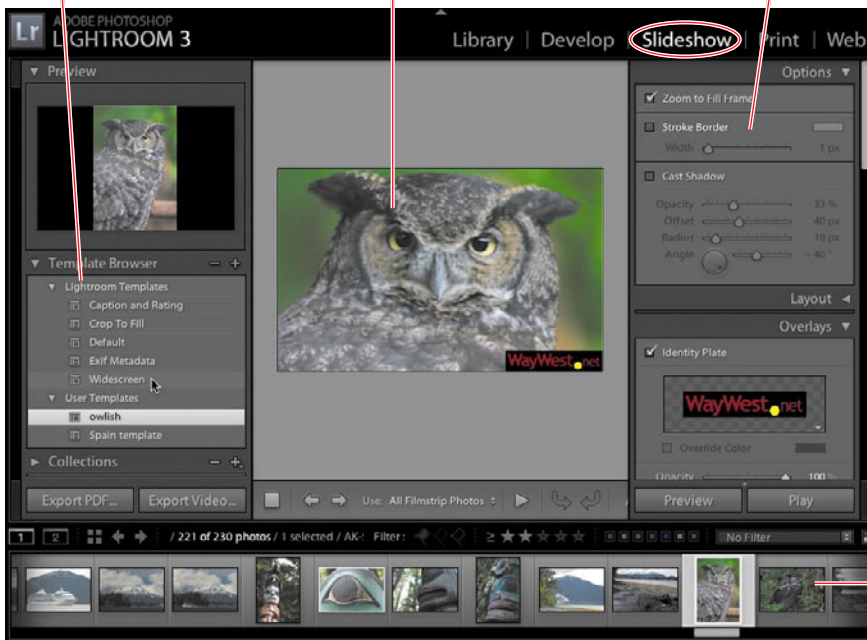 Lr ADOBE PHOTOSHOP
LIGHTROOM 3
Library | Develop | Slideshow | Print | Web
Preview
Template Browser
Lightroom Templates
Caption and Rating
Crop To Fill
Default
Exif Metadata
Widescreen
User Templates
owlish
Spain template
Collections
Export PDF...
Export Video...
WayWest.net
Use: All Filmstrip Photos
Options
Zoom to Fill Frame
Stroke Border
Width 1 px
Cast Shadow
Opacity 33 %
Offset 40 px
Radius 10 px
Angle - 46 °
Layout
Overlays
Identity Plate
WayWest.net
Override Color
Opacity 100 %
Preview
Play
1 2 / 221 of 230 photos / 1 selected / AK-
Filter:
No Filter